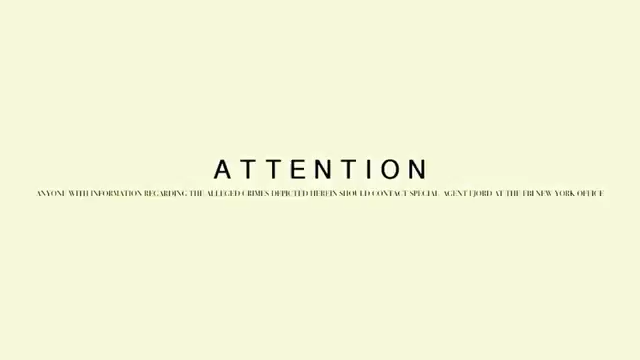 ATTENTION
ANYONE WITH INFORMATION REGARDING THE ALLEGED CRIMES DEPICTED HEREIN SHOULD CONTACT SPECIAL AGENT FJORD AT THE FBI NEW YORK OFFICE